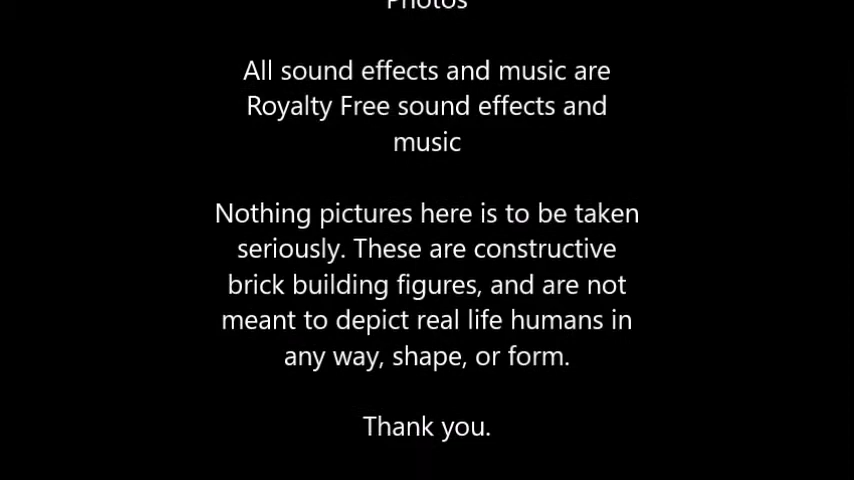 Photos
All sound effects and music are
Royalty Free sound effects and
music
Nothing pictures here is to be taken
seriously. These are constructive
brick building figures, and are not
meant to depict real life humans in
any way, shape, or form.
Thank you.